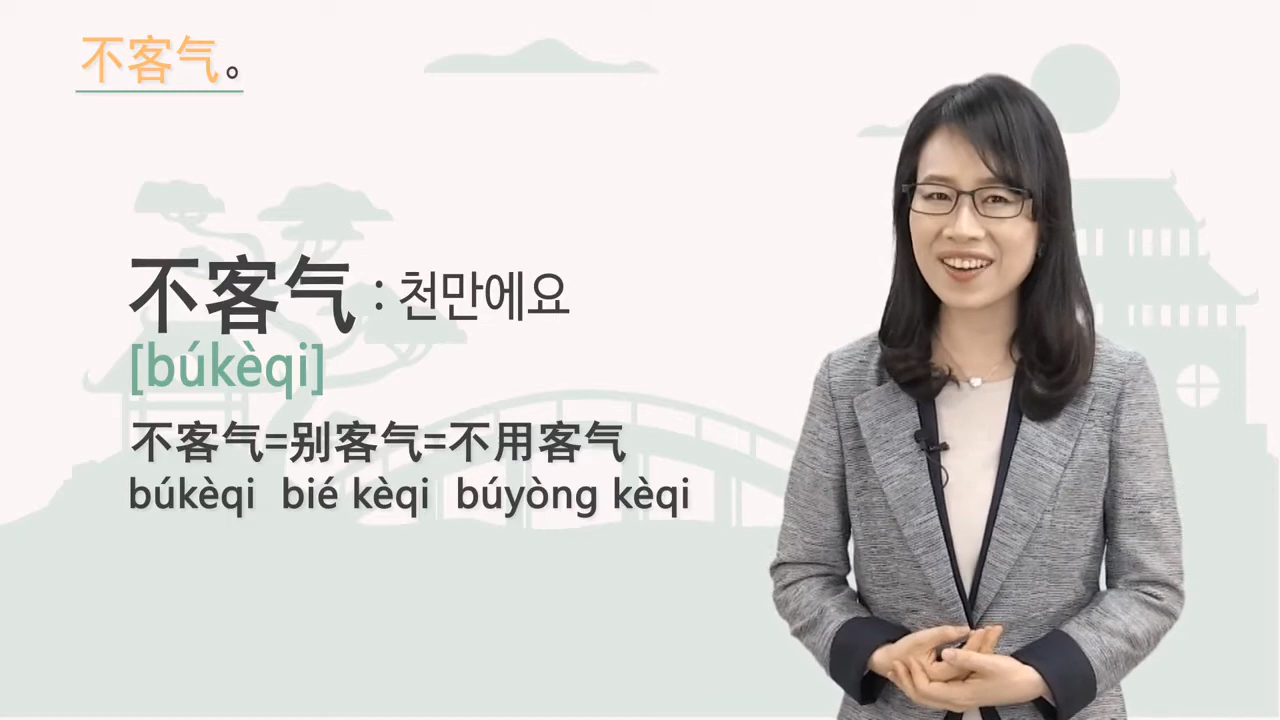 不客气。
不客气 : 천만에요
[búkèqi]
不客气=别客气=不用客气
búkèqi bié kèqi búyòng kèqi